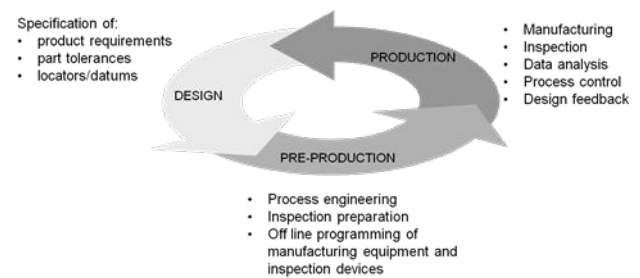 Specification of:
• product requirements
• part tolerances
• locators/datums
DESIGN
PRODUCTION
• Manufacturing
• Inspection
• Data analysis
• Process control
• Design feedback
PRE-PRODUCTION
• Process engineering
• Inspection preparation
• Off line programming of
manufacturing equipment and
inspection devices